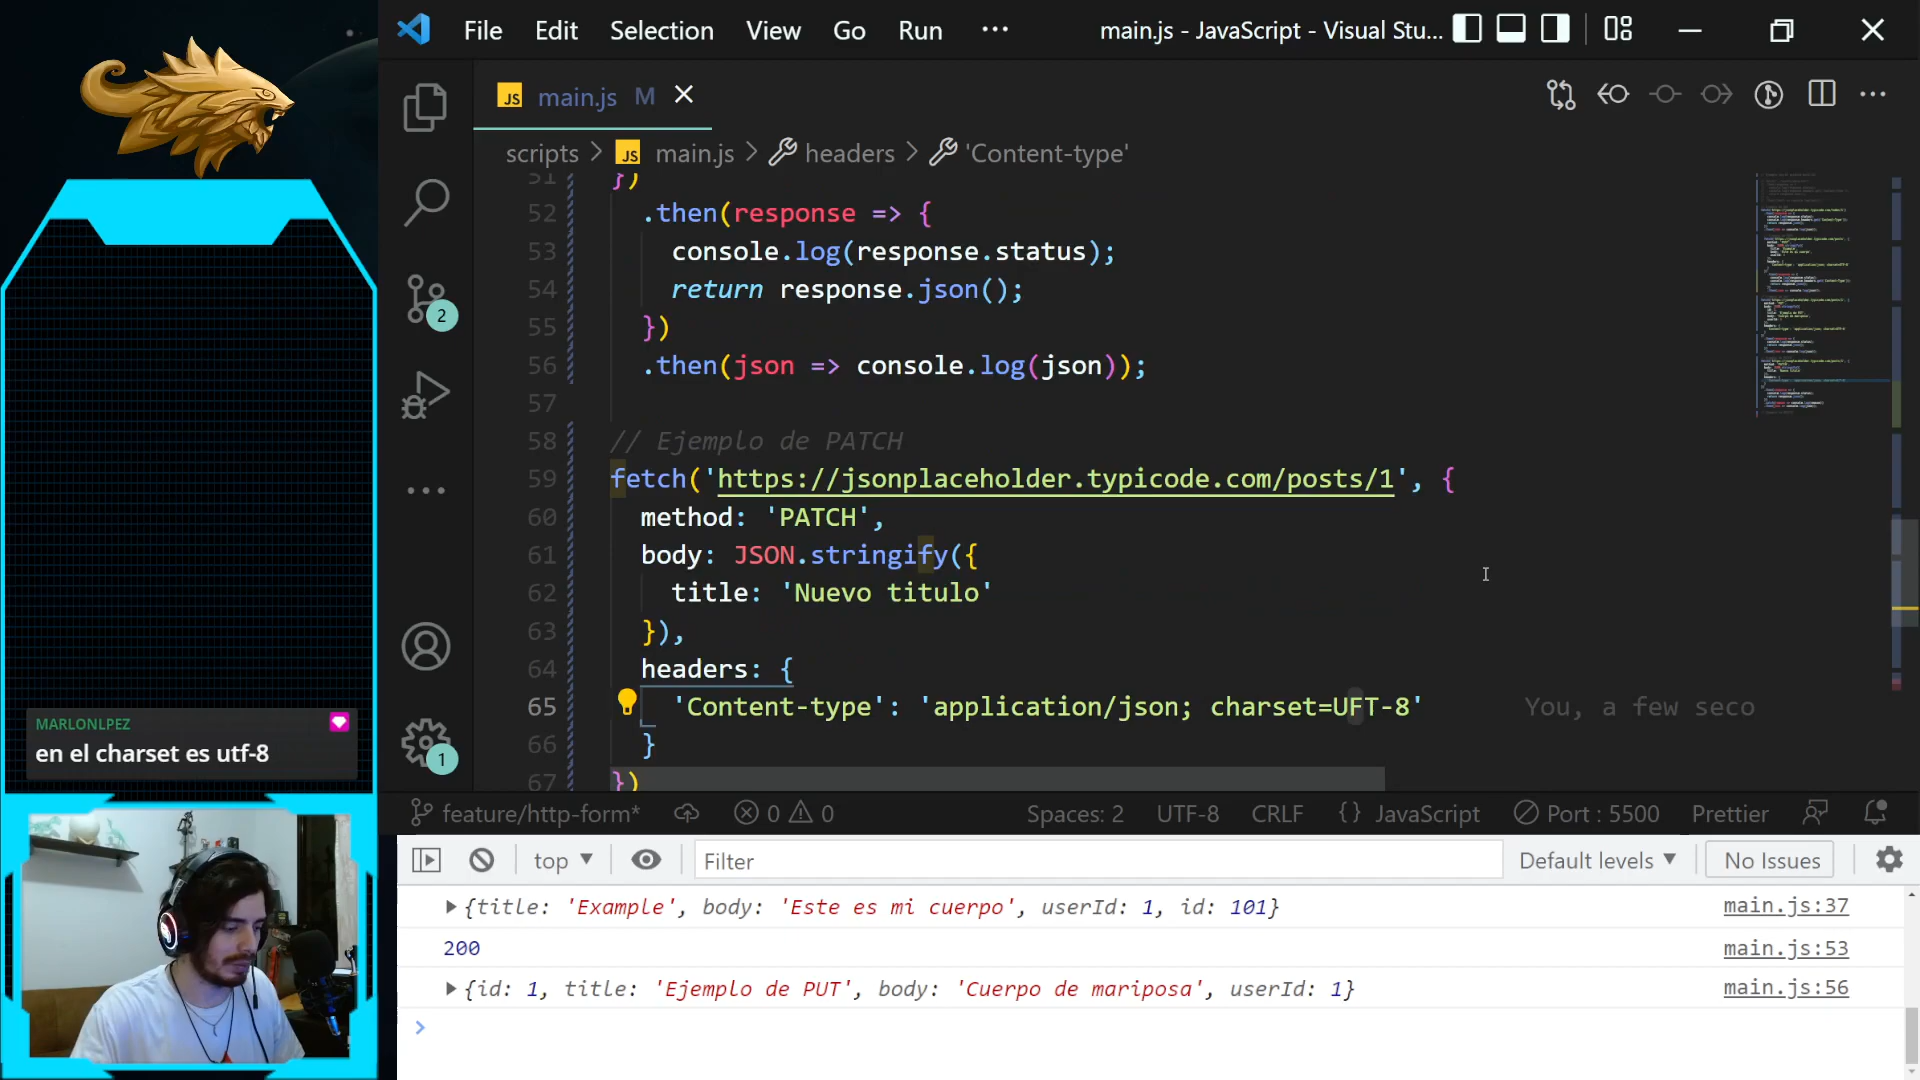 File Edit Selection View Go Run ··· main.js - JavaScript - Visual Stu...
JS main.js M
scripts > JS main.js > headers > 'Content-type'
51 })
52 .then(response => {
53 console.log(response.status);
54 return response.json();
55 })
56 .then(json => console.log(json));
57
58 // Ejemplo de PATCH
59 fetch('https://jsonplaceholder.typicode.com/posts/1', {
60 method: 'PATCH',
61 body: JSON.stringify({
62 title: 'Nuevo titulo'
63 }),
64 headers: {
65 'Content-type': 'application/json; charset=UFT-8' You, a few seco
66 }
67 })
2
1
MARLONLPEZ
en el charset es utf-8
feature/http-form* 0 0 Spaces: 2 UTF-8 CRLF {} JavaScript Port : 5500 Prettier
top Filter Default levels No Issues
{title: 'Example', body: 'Este es mi cuerpo', userId: 1, id: 101} main.js:37
200 main.js:53
{id: 1, title: 'Ejemplo de PUT', body: 'Cuerpo de mariposa', userId: 1} main.js:56
>